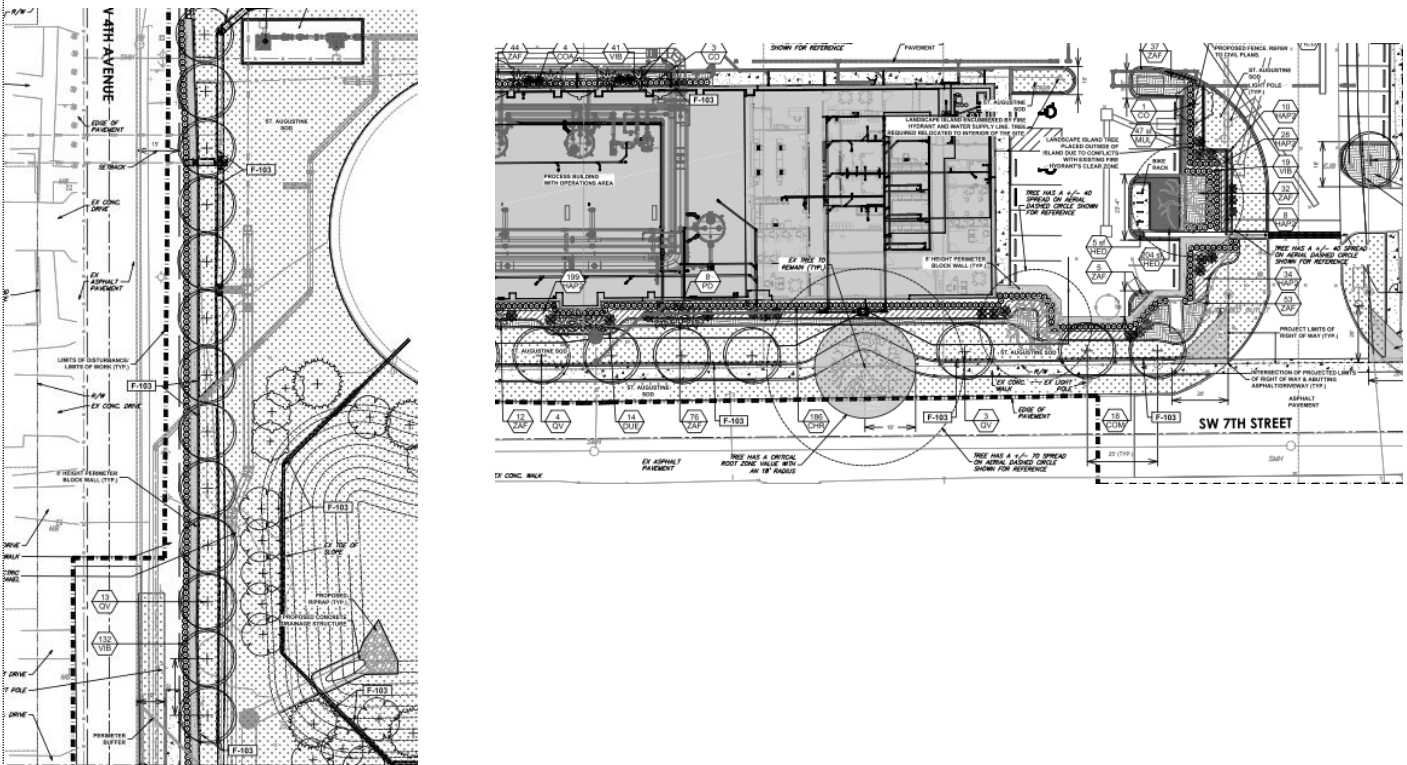 R/W
4TH AVENUE
EDGE OF
PAVEMENT
15'
SETBACK
ST. AUGUSTINE
SOD
F-103
EX CONC.
DRIVE
EX
ASPHALT
PAVEMENT
LIMITS OF DISTURBANCE/
LIMITS OF WORK (TYP.)
F-103
R/W
EX CONC. DRIVE
8' HEIGHT PERIMETER
BLOCK WALL (TYP.)
F-103
EX TOE OF
SLOPE
MB
PROPOSED
RIPRAP (TYP.)
PROPOSED CONCRETE
DRAINAGE STRUCTURE
13
QV
132
VIB
DRIVE
DRIVE
PERIMETER
BUFFER
F-103
F-103
SHOWN FOR REFERENCE
PAVEMENT
44
ZAF
4
COA
41
VIB
3
CD
F-103
ST. AUGUSTINE
SOD
LANDSCAPE ISLAND ENCUMBERED BY FIRE
HYDRANT AND WATER SUPPLY LINE. TREE
REQUIRED RELOCATED TO INTERIOR OF THE SITE.
PROCESS BUILDING
WITH OPERATIONS AREA
37
ZAF
PROPOSED FENCE. REFER
TO CIVIL PLANS.
ST. AUGUSTINE
SOD
LIGHT POLE
(TYP.)
1
CO
47 sf
MUL
LANDSCAPE ISLAND TREE
PLACED OUTSIDE OF
ISLAND DUE TO CONFLICTS
WITH EXISTING FIRE
HYDRANT'S CLEAR ZONE
BIKE
RACK
10
HAP2
28
HAP2
19
VIB
32
ZAF
8
HAP2
TREE HAS A +/- 40
SPREAD ON AERIAL
DASHED CIRCLE SHOWN
FOR REFERENCE
5 sf
HED
5
ZAF
204 sf
HED
TREE HAS A +/- 40 SPREAD
ON AERIAL DASHED CIRCLE
SHOWN FOR REFERENCE
34
HAP2
53
ZAF
EX TREE TO
REMAIN (TYP.)
8' HEIGHT PERIMETER
BLOCK WALL (TYP.)
199
HAP2
8
PD
PROJECT LIMITS OF
RIGHT OF WAY (TYP.)
ST. AUGUSTINE SOD
ST. AUGUSTINE SOD
ST. AUGUSTINE
SOD
R/W
EX CONC.
WALK
EX LIGHT
POLE
INTERSECTION OF PROJECTED LIMITS
OF RIGHT OF WAY & ABUTTING
ASPHALT/DRIVEWAY (TYP.)
ASPHALT
PAVEMENT
EDGE OF
PAVEMENT
12
ZAF
4
QV
14
DUE
76
ZAF
F-103
186
CHR
F-103
3
QV
18
COM
F-103
SW 7TH STREET
25' (TYP.)
18'
EX ASPHALT
PAVEMENT
TREE HAS A CRITICAL
ROOT ZONE VALUE WITH
AN 18' RADIUS
TREE HAS A +/- 70 SPREAD
ON AERIAL DASHED CIRCLE
SHOWN FOR REFERENCE
SMH
EX CONC. WALK